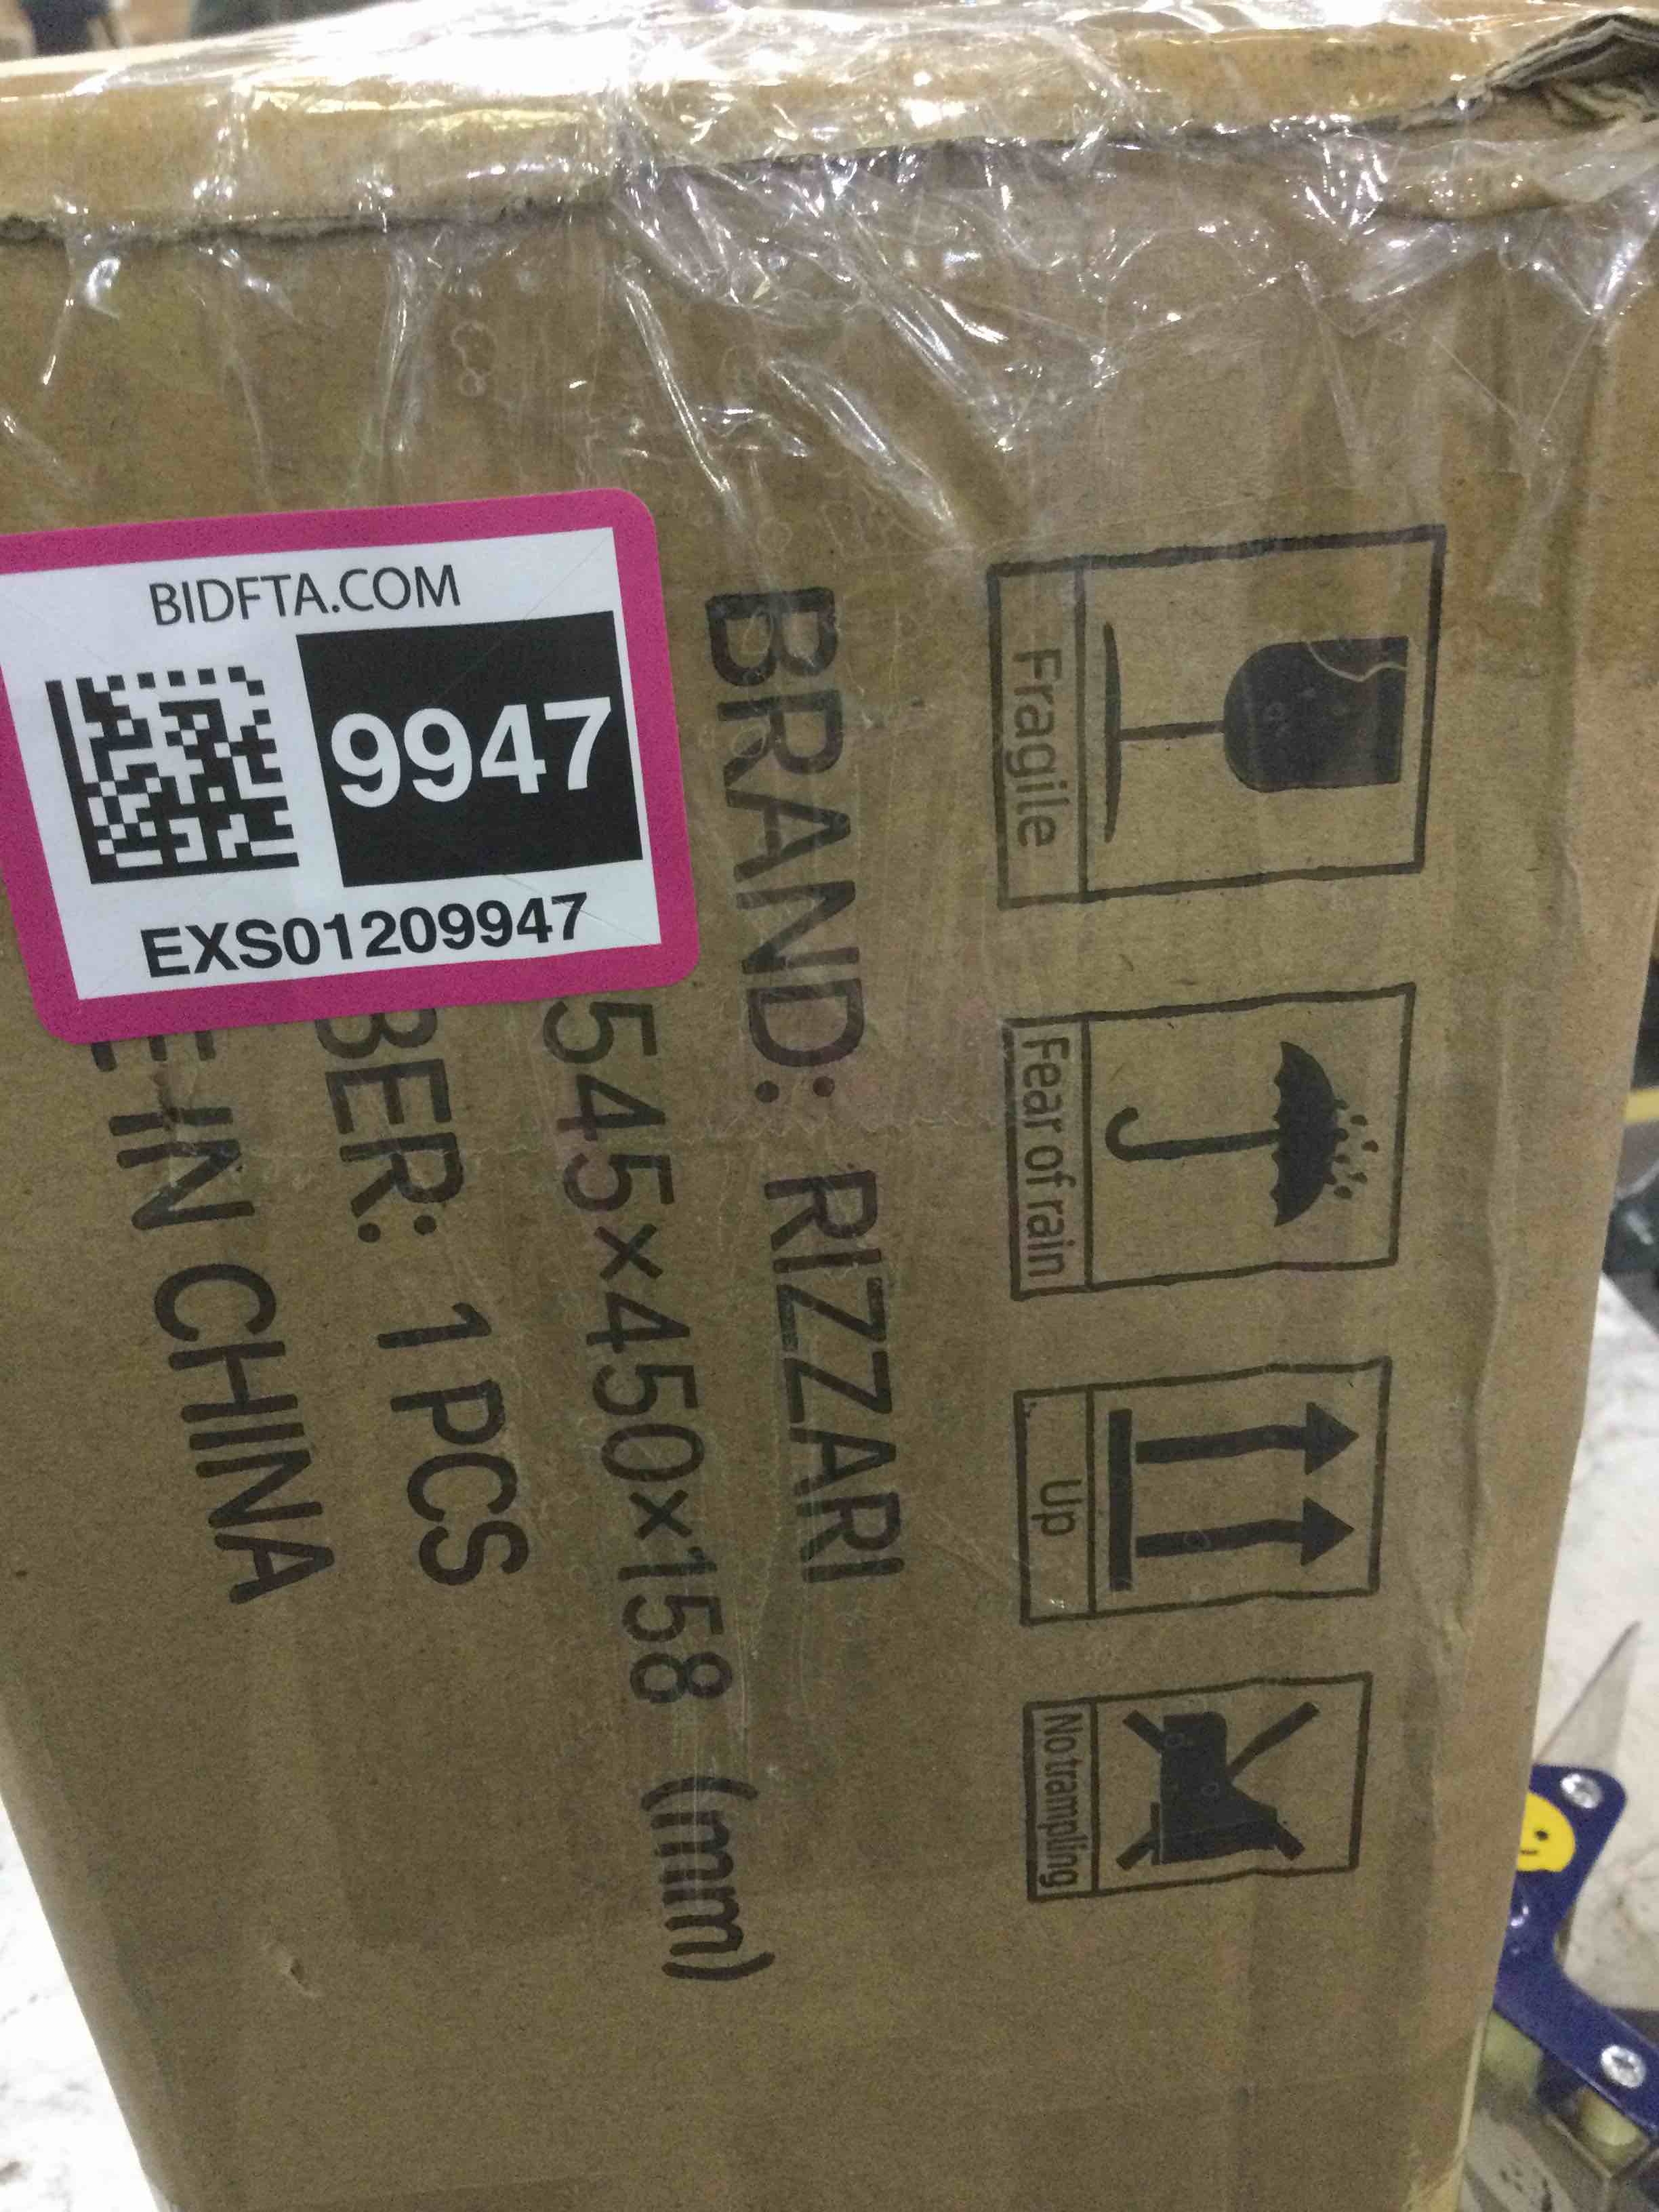 BIDFTA.COM
9947
EXS01209947
Fragile
Fear of rain
Up
No trampling
BRAND: RIZZARI
545×450×158 (mm)
BER: 1 PCS
E IN CHINA